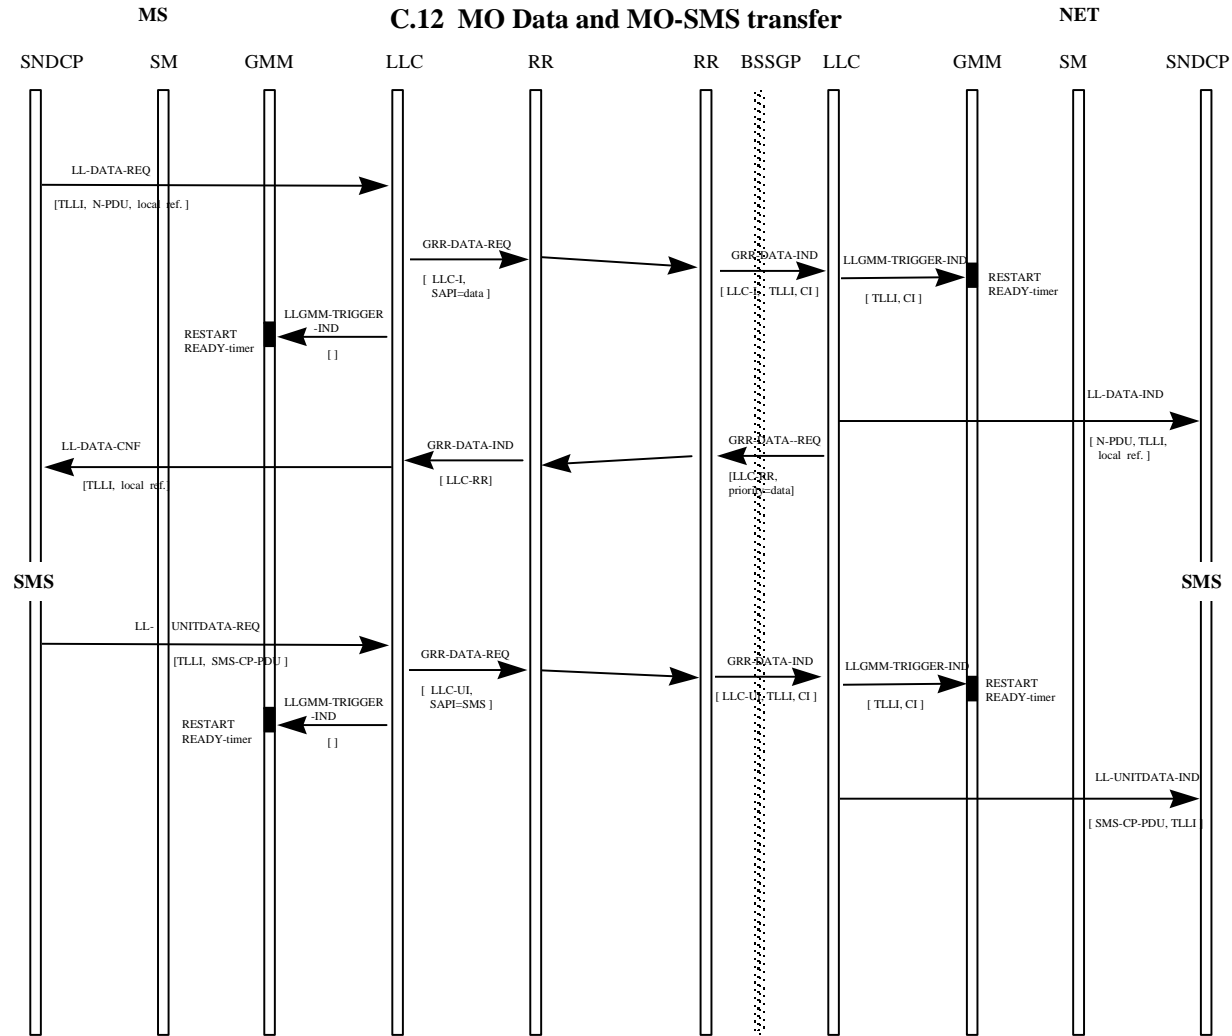 MS
C.12 MO Data and MO-SMS transfer
NET
SNDCP SM GMM LLC RR RR BSSGP LLC GMM SM SNDCP
LL-DATA-REQ
[TLLI, N-PDU, local ref. ]
GRR-DATA-REQ
[ LLC-I,
SAPI=data ]
GRR-DATA-IND
[ LLC-I, TLLI, CI ]
LLGMM-TRIGGER-IND
[ TLLI, CI ]
RESTART
READY-timer
LLGMM-TRIGGER
-IND
[ ]
RESTART
READY-timer
LL-DATA-IND
[ N-PDU, TLLI,
local ref. ]
GRR-DATA--REQ
[LLC-RR,
priority=data]
GRR-DATA-IND
[ LLC-RR]
LL-DATA-CNF
[TLLI, local ref.]
SMS
SMS
LL- UNITDATA-REQ
[TLLI, SMS-CP-PDU ]
GRR-DATA-REQ
[ LLC-UI,
SAPI=SMS ]
GRR-DATA-IND
[ LLC-UI, TLLI, CI ]
LLGMM-TRIGGER-IND
[ TLLI, CI ]
RESTART
READY-timer
LLGMM-TRIGGER
-IND
[ ]
RESTART
READY-timer
LL-UNITDATA-IND
[ SMS-CP-PDU, TLLI ]